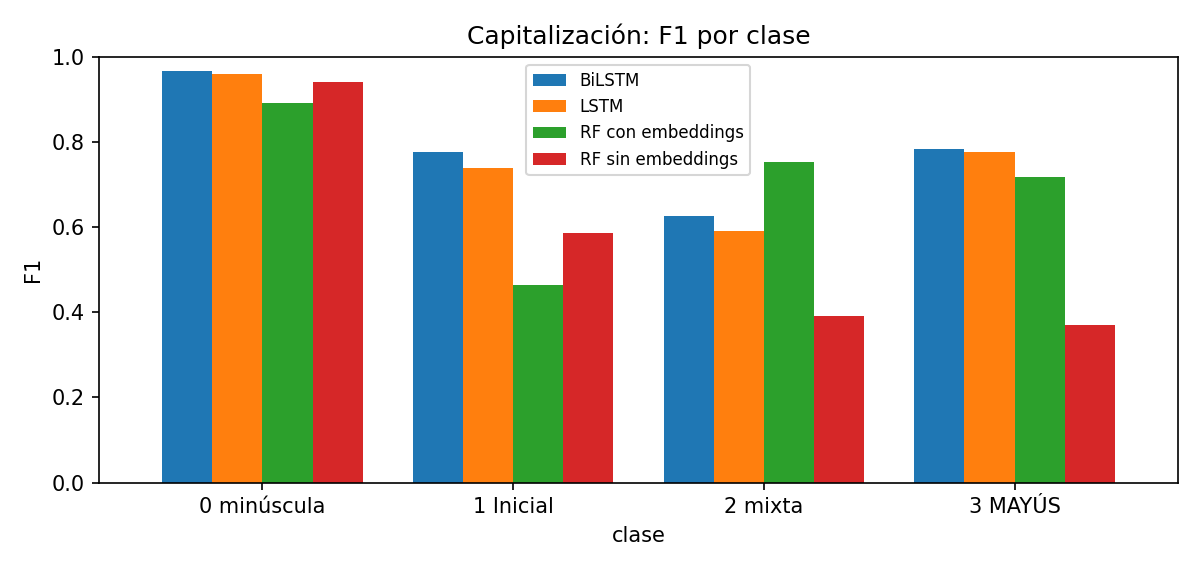 Capitalización: F1 por clase
BiLSTM
LSTM
RF con embeddings
RF sin embeddings
1.0
0.8
0.6
0.4
0.2
0.0
F1
0 minúscula
1 Inicial
2 mixta
3 MAYÚS
clase